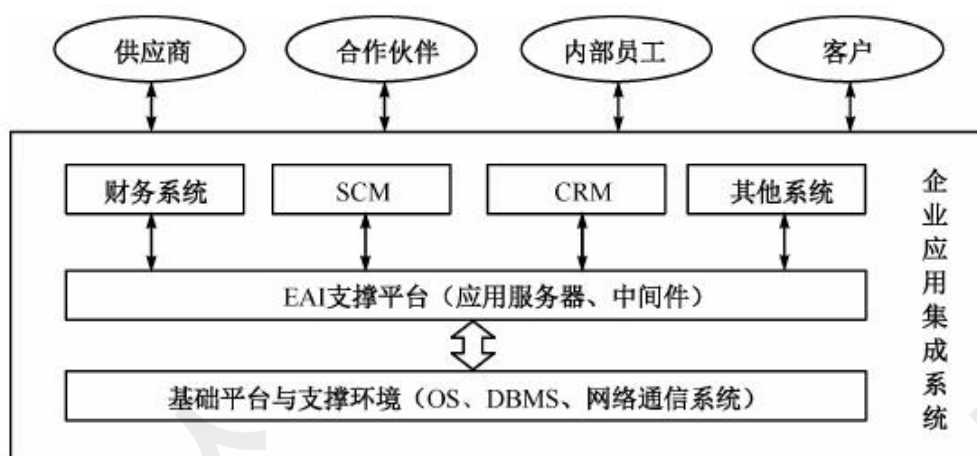 供应商 合作伙伴 内部员工 客户
财务系统 SCM CRM 其他系统
EAI支撑平台（应用服务器、中间件）
基础平台与支撑环境（OS、DBMS、网络通信系统）
企业应用集成系统